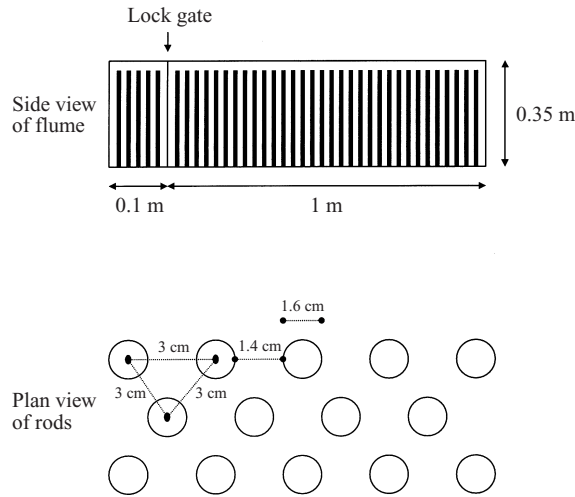 Lock gate
Side view
of flume
0.35 m
0.1 m
1 m
1.6 cm
3 cm
1.4 cm
3 cm
3 cm
Plan view
of rods